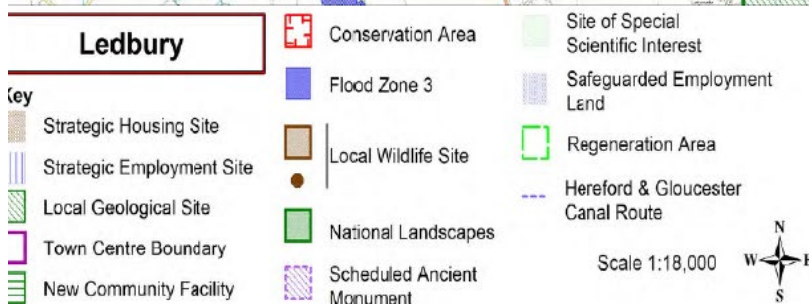 Ledbury
Key
Strategic Housing Site
Strategic Employment Site
Local Geological Site
Town Centre Boundary
New Community Facility
Conservation Area
Flood Zone 3
Local Wildlife Site
National Landscapes
Scheduled Ancient
Monument
Site of Special
Scientific Interest
Safeguarded Employment
Land
Regeneration Area
Hereford & Gloucester
Canal Route
Scale 1:18,000
N
W E
S